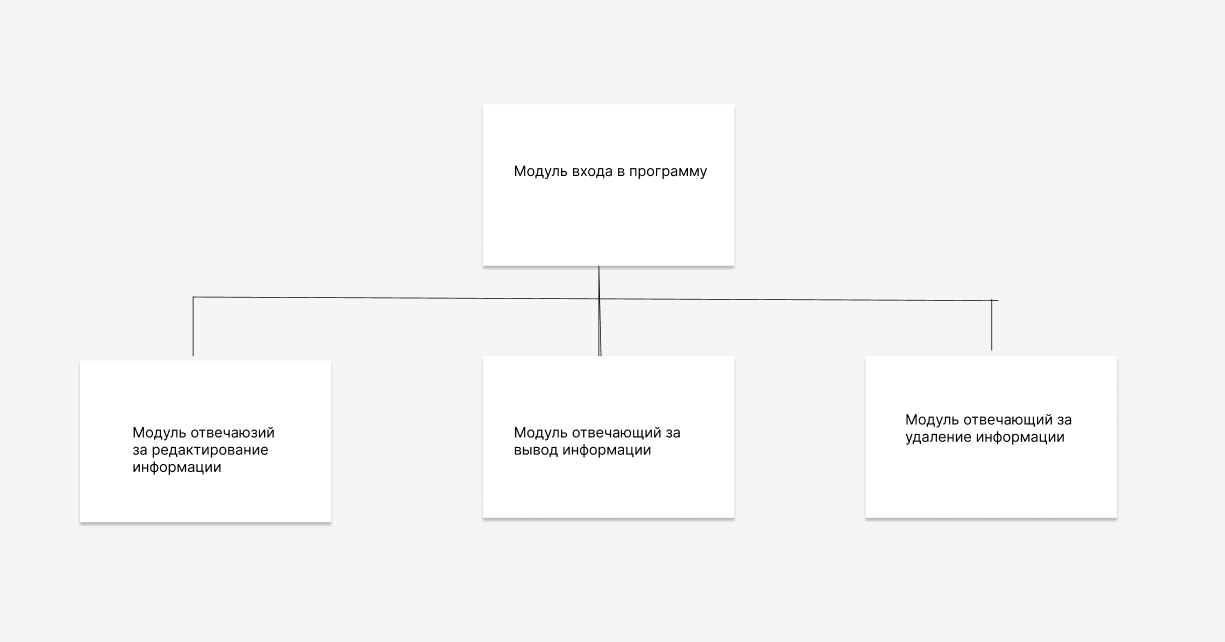 Модуль входа в программу
Модуль отвечаюзий
за редактирование
информации
Модуль отвечающий за
вывод информации
Модуль отвечающий за
удаление информации